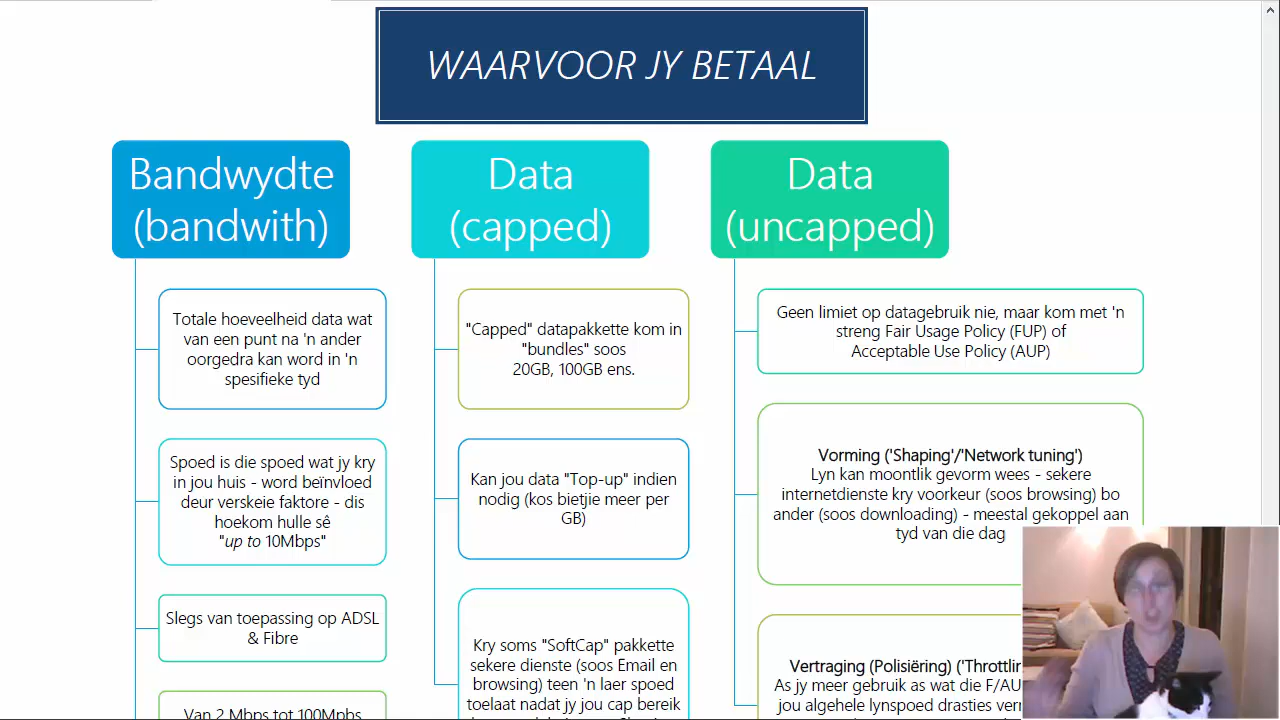 WAARVOOR JY BETAAL
Bandwydte
(bandwith)
Totale hoeveelheid data wat
van een punt na 'n ander
oorgedra kan word in 'n
spesifieke tyd
Spoed is die spoed wat jy kry
in jou huis - word beïnvloed
deur verskeie faktore - dis
hoekom hulle sê
"up to 10Mbps"
Slegs van toepassing op ADSL
& Fibre
Van 2 Mbps tot 100Mpbs
Data
(capped)
"Capped" datapakkette kom in
"bundles" soos
20GB, 100GB ens.
Kan jou data "Top-up" indien
nodig (kos bietjie meer per
GB)
Kry soms "SoftCap" pakkette
sekere dienste (soos Email en
browsing) teen 'n laer spoed
toelaat nadat jy jou cap bereik
Data
(uncapped)
Geen limiet op datagebruik nie, maar kom met 'n
streng Fair Usage Policy (FUP) of
Acceptable Use Policy (AUP)
Vorming ('Shaping'/'Network tuning')
Lyn kan moontlik gevorm wees - sekere
internetdienste kry voorkeur (soos browsing) bo
ander (soos downloading) - meestal gekoppel aan
tyd van die dag
Vertraging (Polisiëring)
As jy meer gebruik as wat die
jou algehele lynspoed drasties